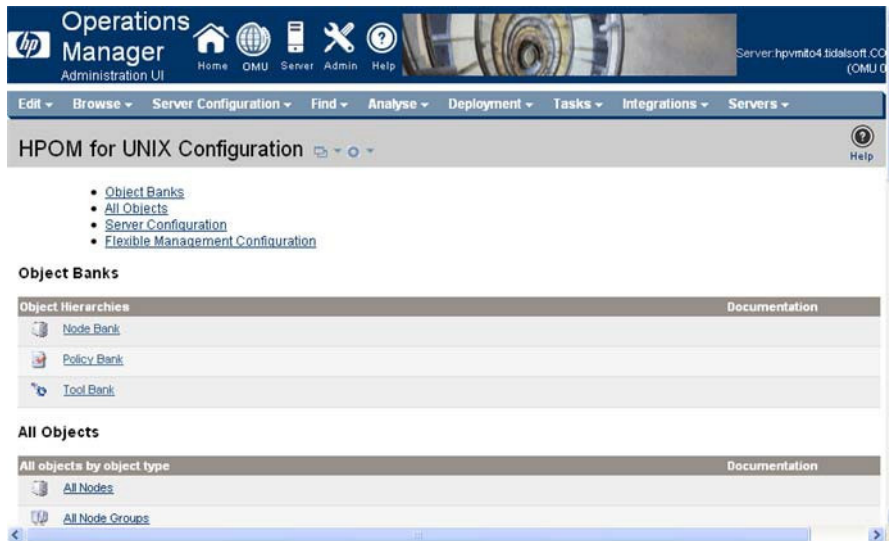 hp
Operations
Manager
Administration UI
Home OMU Server Admin Help
Server:hpvmito4.tidalsoft.CO
(OMU 0
Edit Browse Server Configuration Find Analyse Deployment Tasks Integrations Servers
HPOM for UNIX Configuration
Help
Object Banks
All Objects
Server Configuration
Flexible Management Configuration
Object Banks
Object Hierarchies Documentation
Node Bank
Policy Bank
Tool Bank
All Objects
All objects by object type Documentation
All Nodes
All Node Groups